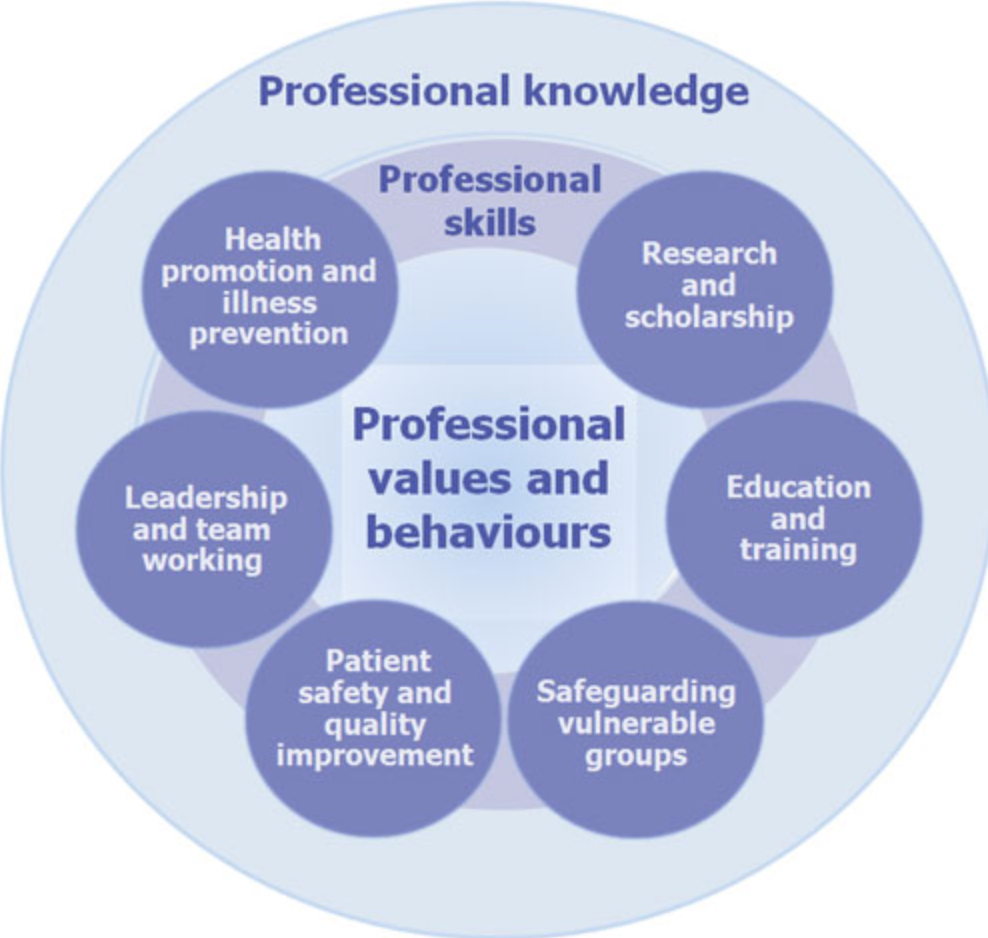 Professional knowledge
Professional
skills
Health
promotion and
illness
prevention
Research
and
scholarship
Professional
values and
behaviours
Leadership
and team
working
Education
and
training
Patient
safety and
quality
improvement
Safeguarding
vulnerable
groups